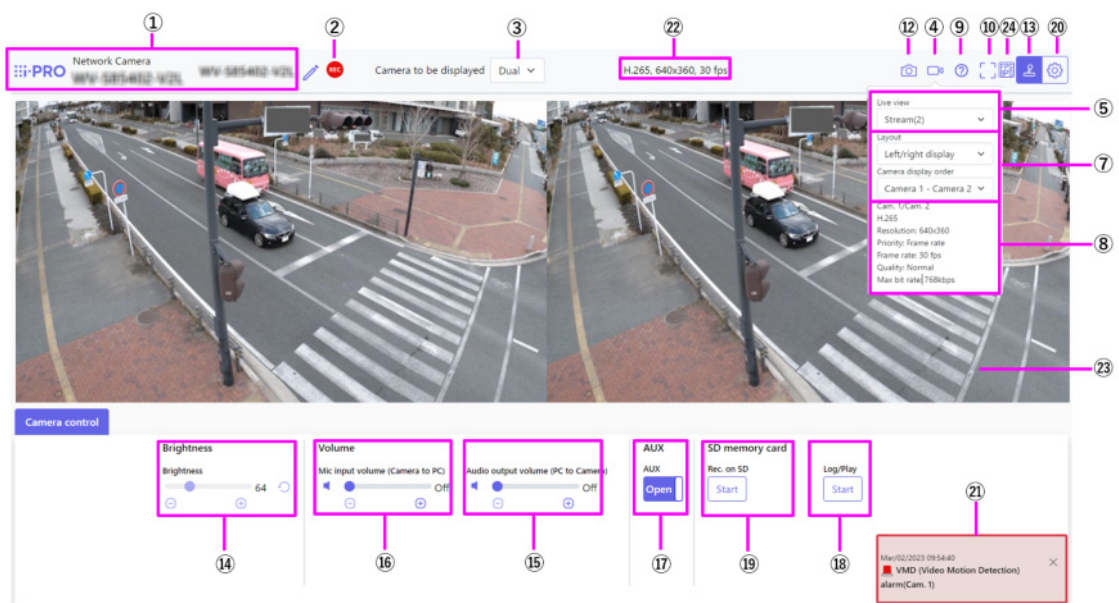 ① ② ③ ㉒ ⑫ ④ ⑨ ⑩ ㉔ ⑬ ⑳
i-PRO Network Camera
REC
Camera to be displayed Dual
H.265, 640x360, 30 fps
Live view
Stream(2)
⑤
Layout
Left/right display
⑦
Camera display order
Camera 1 - Camera 2
Cam. 1/Cam. 2
H.265
Resolution: 640x360
Priority: Frame rate
⑧
Frame rate: 30 fps
Quality: Normal
Max bit rate: 768kbps
㉓
Camera control
Brightness
Brightness
64
Volume
Mic input volume (Camera to PC)
Off
Audio output volume (PC to Camera)
Off
AUX
AUX
Open
SD memory card
Rec. on SD
Start
Log/Play
Start
㉑
⑭ ⑯ ⑮ ⑰ ⑲ ⑱
Mar/02/2023 09:54:40
VMD (Video Motion Detection)
alarm(Cam. 1)